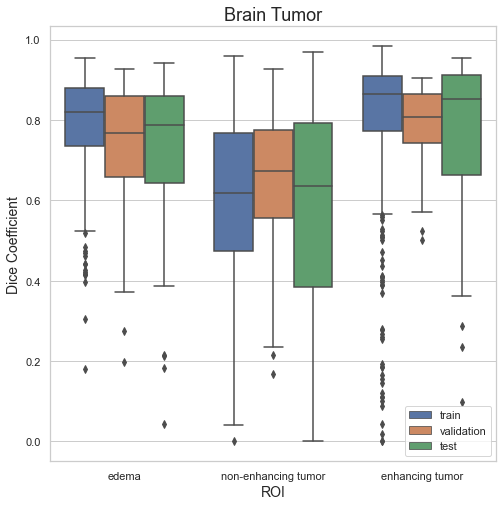 Brain Tumor
Dice Coefficient
1.0
0.8
0.6
0.4
0.2
0.0
edema
non-enhancing tumor
enhancing tumor
ROI
train
validation
test